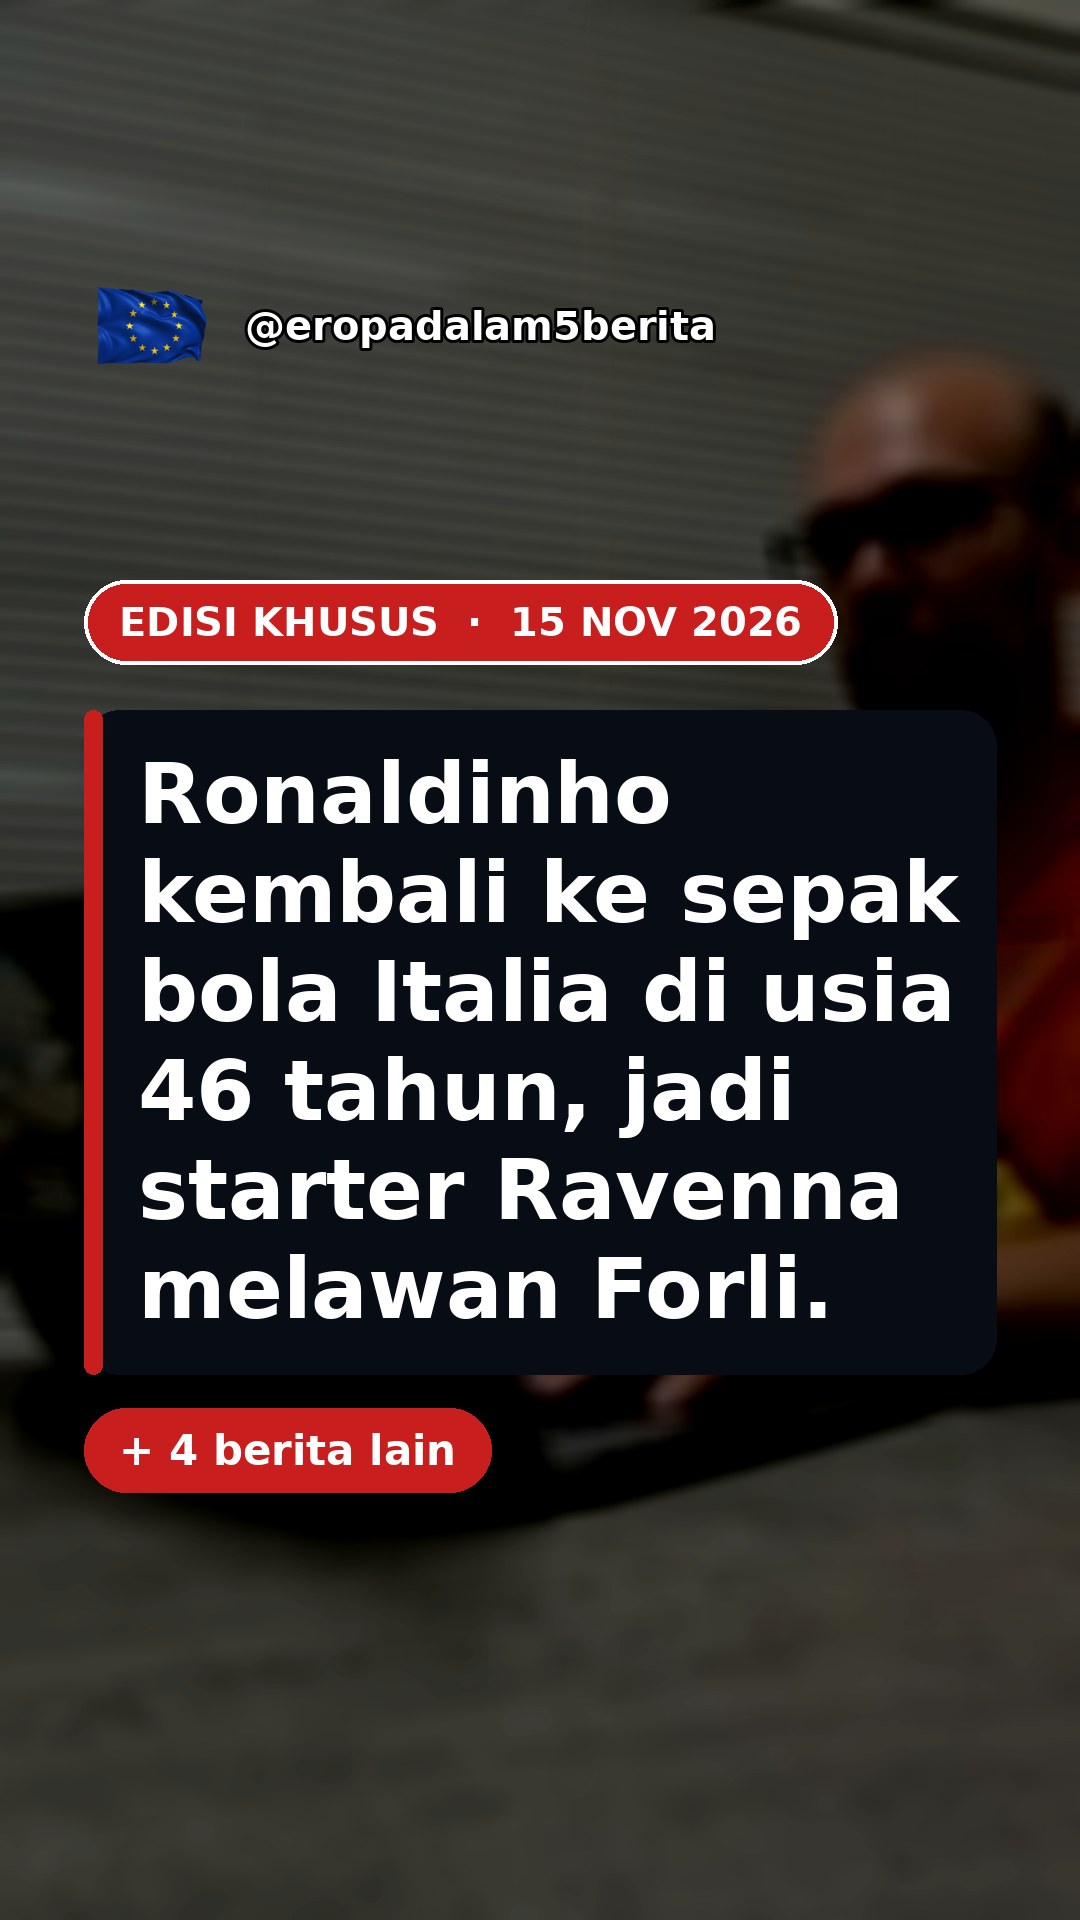 @eropadalam5berita
EDISI KHUSUS · 15 NOV 2026
Ronaldinho
kembali ke sepak
bola Italia di usia
46 tahun, jadi
starter Ravenna
melawan Forli.
+ 4 berita lain